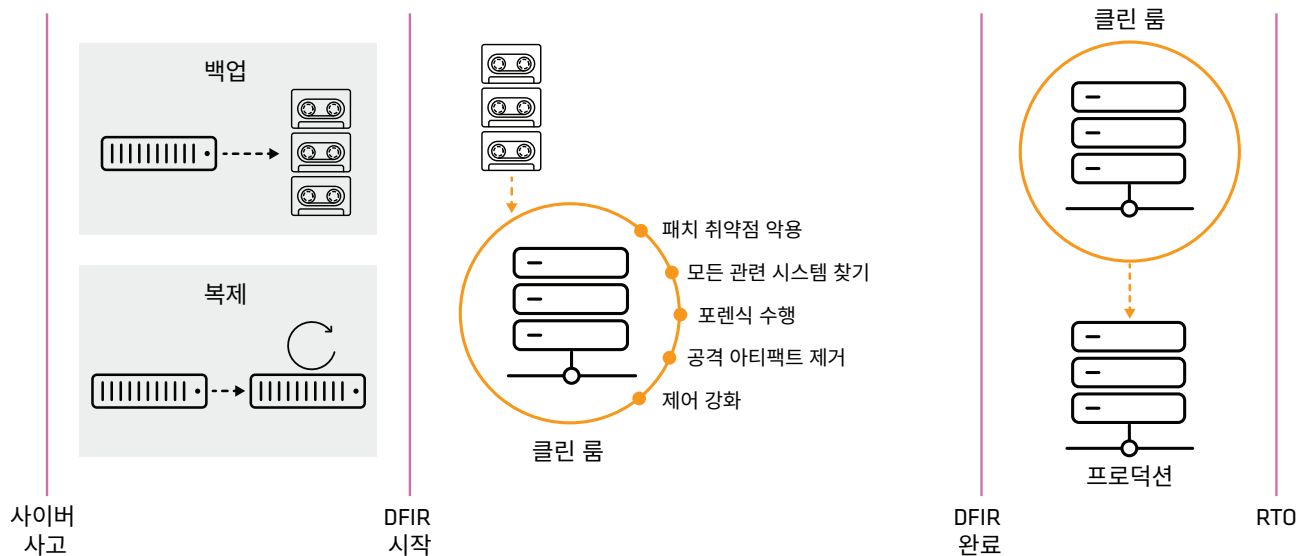 백업
복제
패치 취약점 악용
모든 관련 시스템 찾기
포렌식 수행
공격 아티팩트 제거
제어 강화
클린 룸
클린 룸
프로덕션
사이버
사고
DFIR
시작
DFIR
완료
RTO